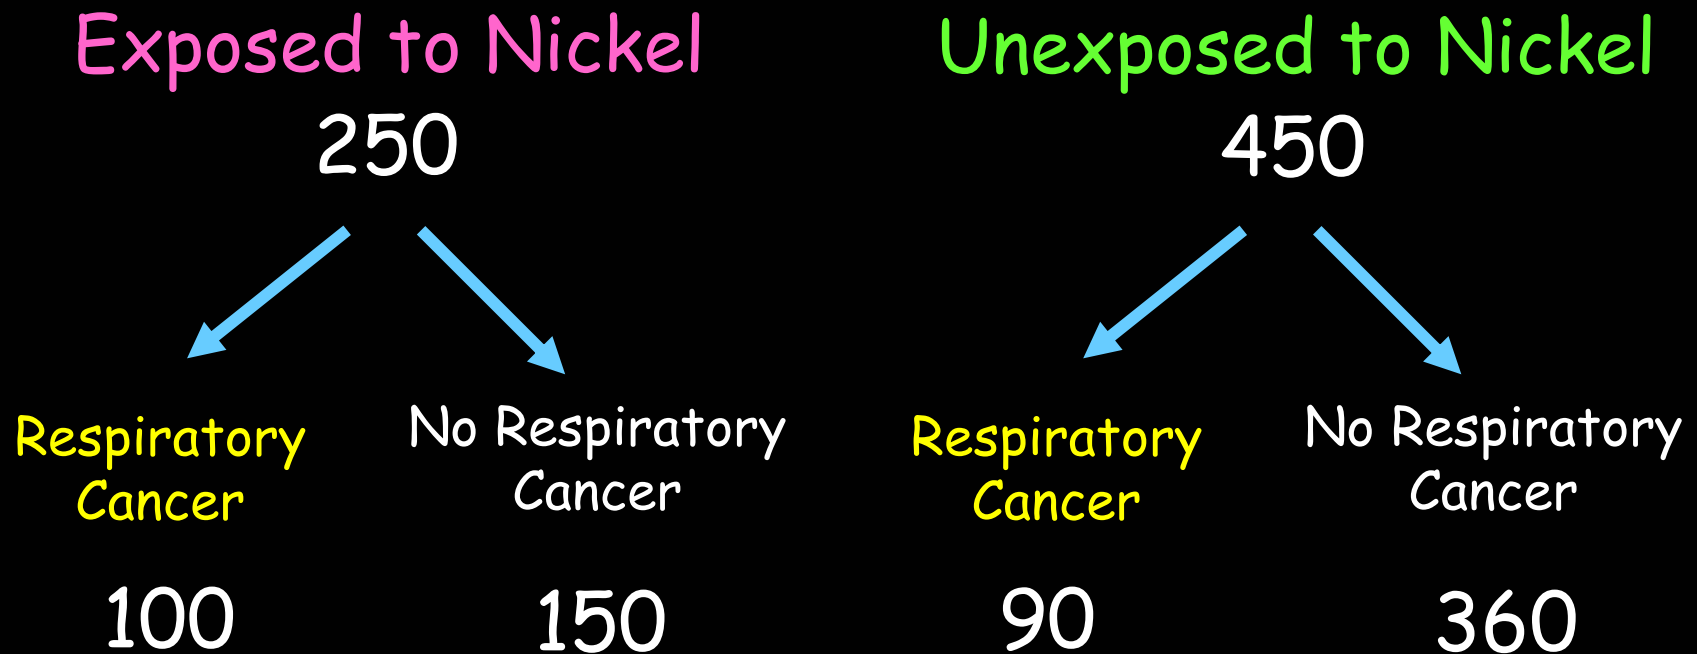 Exposed to Nickel
250
Respiratory
Cancer
100
No Respiratory
Cancer
150
Unexposed to Nickel
450
Respiratory
Cancer
90
No Respiratory
Cancer
360